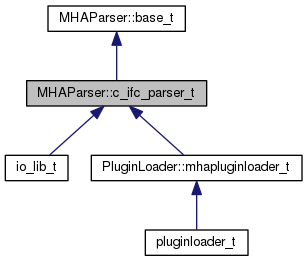 MHAParser::base_t
MHAParser::c_ifc_parser_t
io_lib_t
PluginLoader::mhapluginloader_t
pluginloader_t